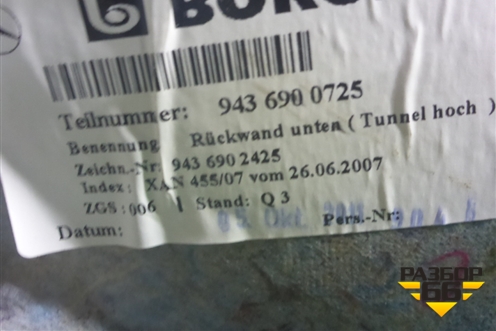 Teilnummer: 943 690 0725
Benennung: Rückwand unten ( Tunnel hoch )
Zeichn.-Nr: 943 690 2425
Index : XAN 455/07 vom 26.06.2007
ZGS : 006 Stand: Q 3
Datum: Okt. Pers.-Nr:
РАЗБОР
66